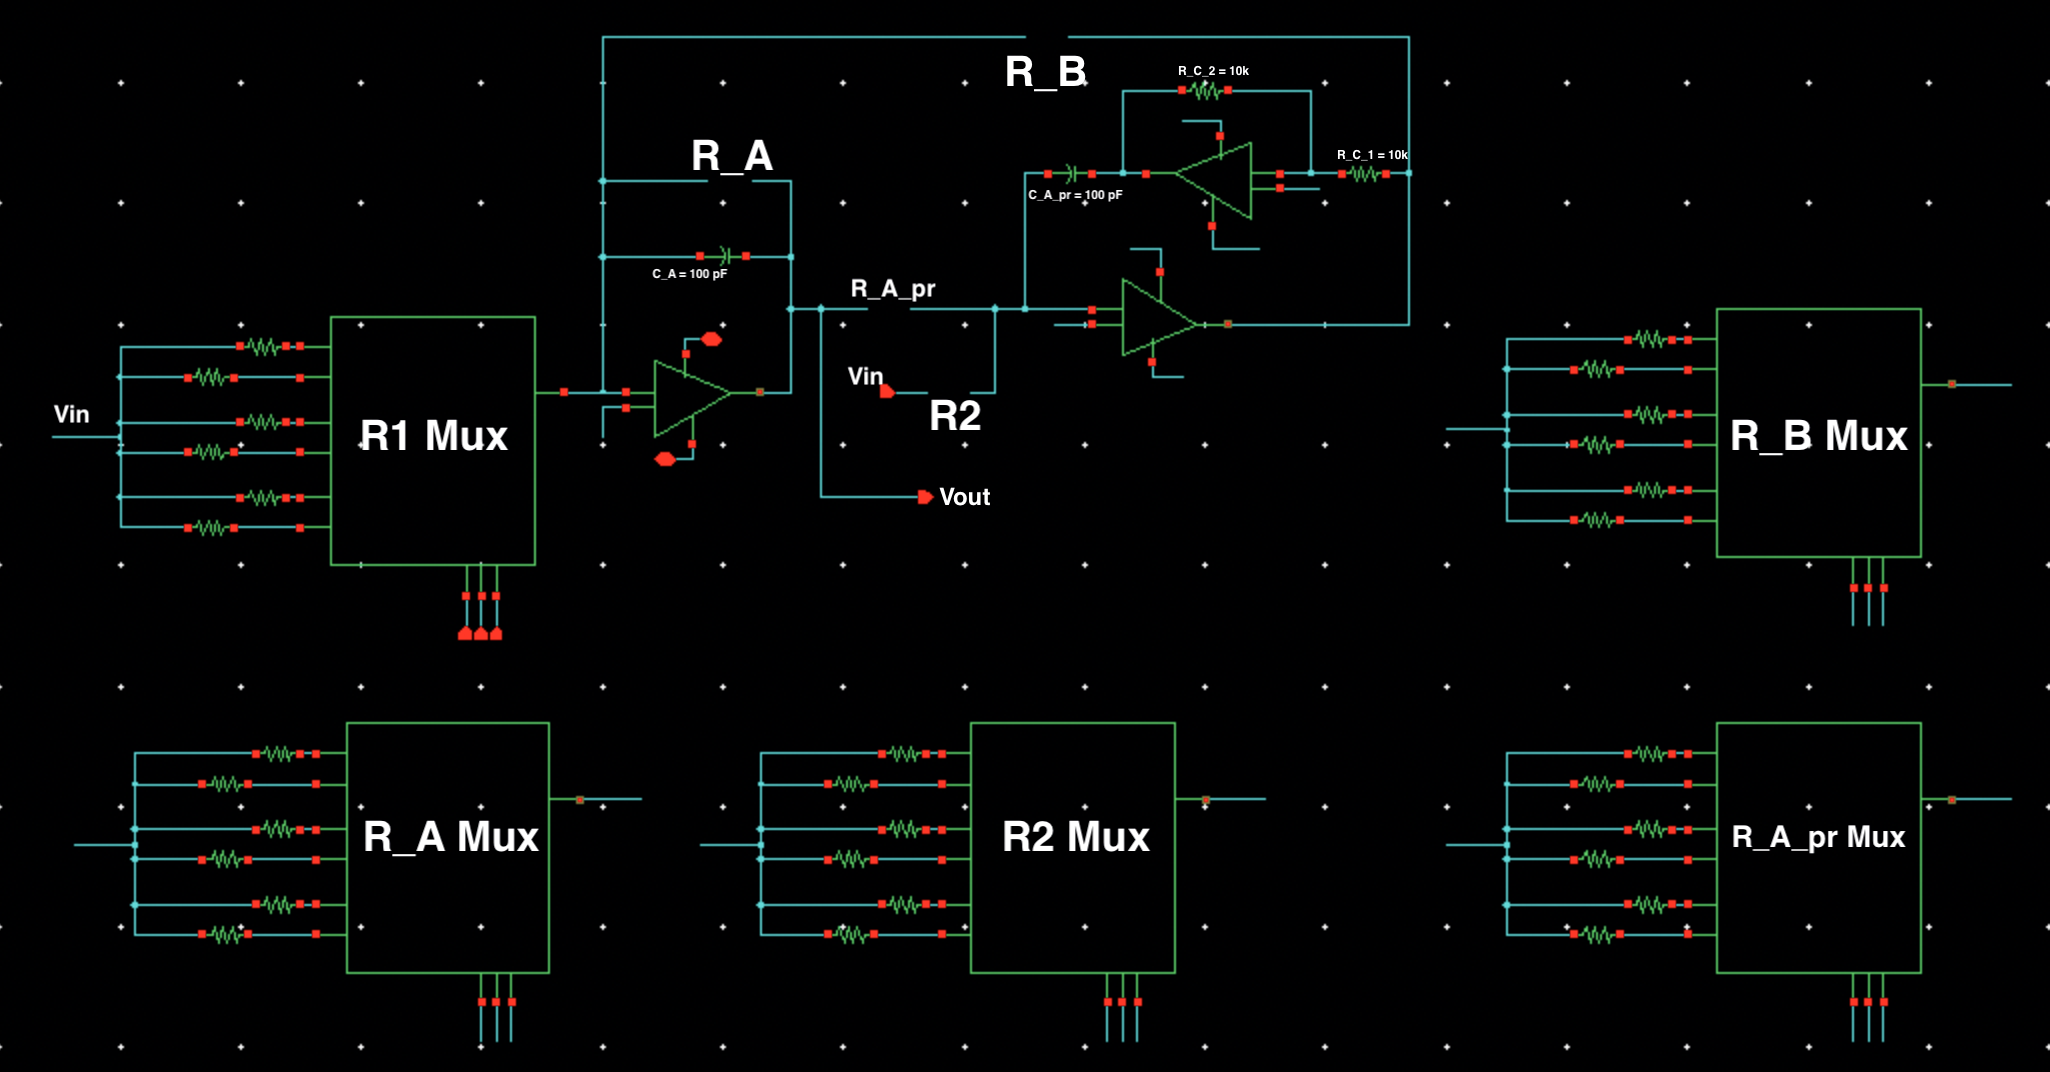 R_B
R_C_2 = 10k
R_A
R_C_1 = 10k
C_A_pr = 100 pF
C_A = 100 pF
R_A_pr
Vin
R2
Vin
R1 Mux
R_B Mux
Vout
R_A Mux
R2 Mux
R_A_pr Mux